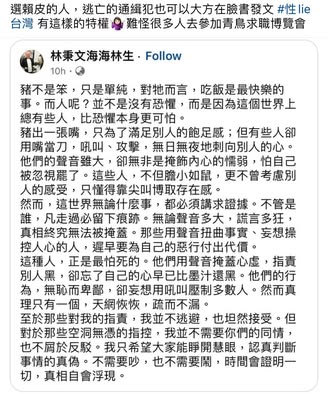 選賴皮的人,逃亡的通緝犯也可以大方在臉書發文 #性lie
台灣 有這樣的特權🤷🏻‍♀️ 難怪很多人去參加青鳥求職博覽會
林秉文海海林生 · Follow
10h ·
豬不是笨,只是單純,對牠而言,吃飯是最快樂的
事。而人呢?並不是沒有恐懼,而是因為這個世界上
總有些人,比恐懼本身更可怕。
豬出一張嘴,只為了滿足別人的飽足感;但有些人卻
用嘴當刀,吼叫、攻擊,無日無夜地刺向別人的心。
他們的聲音雖大,卻無非是掩飾內心的懦弱,怕自己
被忽視罷了。這些人,不但膽小如鼠,更不曾考慮別
人的感受,只懂得靠尖叫博取存在感。
然而,這世界無論什麼事,都必須講求證據。不管是
誰,凡走過必留下痕跡。無論聲音多大,謊言多狂,
真相終究無法被掩蓋。那些用聲音扭曲事實、妄想操
控人心的人,遲早要為自己的惡行付出代價。
這種人,正是最怕死的。他們用聲音掩蓋心虛,指責
別人黑,卻忘了自己的心早已比墨汁還黑。他們的行
為,無恥而卑鄙,卻妄想用吼叫壓制多數人。然而真
理只有一個,天網恢恢,疏而不漏。
至於那些對我的指責,我並不逃避,也坦然接受。但
對於那些空洞無憑的指控,我並不需要你們的同情,
也不屑於反駁。我只希望大家能睜開慧眼,認真判斷
事情的真偽。不需要吵,也不需要鬧,時間會證明一
切,真相自會浮現。